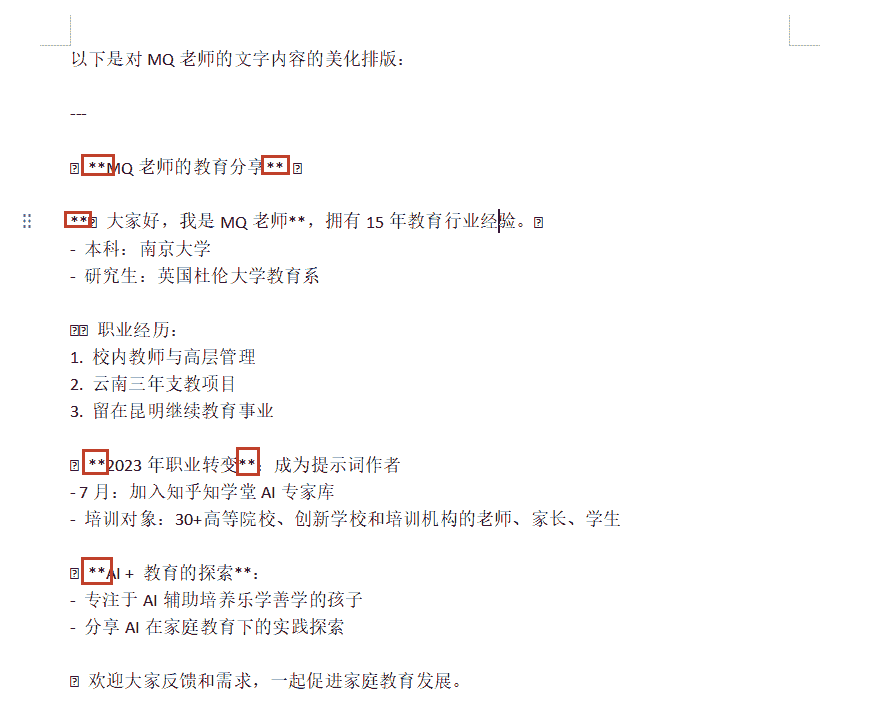 以下是对 MQ 老师的文字内容的美化排版：
---
**MQ 老师的教育分享**
** 大家好，我是 MQ 老师**，拥有 15 年教育行业经验。
- 本科：南京大学
- 研究生：英国杜伦大学教育系
职业经历：
1. 校内教师与高层管理
2. 云南三年支教项目
3. 留在昆明继续教育事业
**2023 年职业转变**：成为提示词作者
- 7 月：加入知乎知学堂 AI 专家库
- 培训对象：30+高等院校、创新学校和培训机构的老师、家长、学生
**AI + 教育的探索**：
- 专注于 AI 辅助培养乐学善学的孩子
- 分享 AI 在家庭教育下的实践探索
欢迎大家反馈和需求，一起促进家庭教育发展。